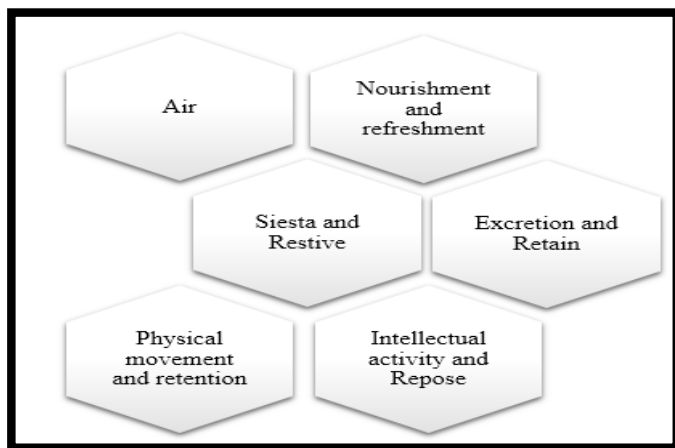 Air
Nourishment
and
refreshment
Siesta and
Restive
Excretion and
Retain
Physical
movement
and retention
Intellectual
activity and
Repose